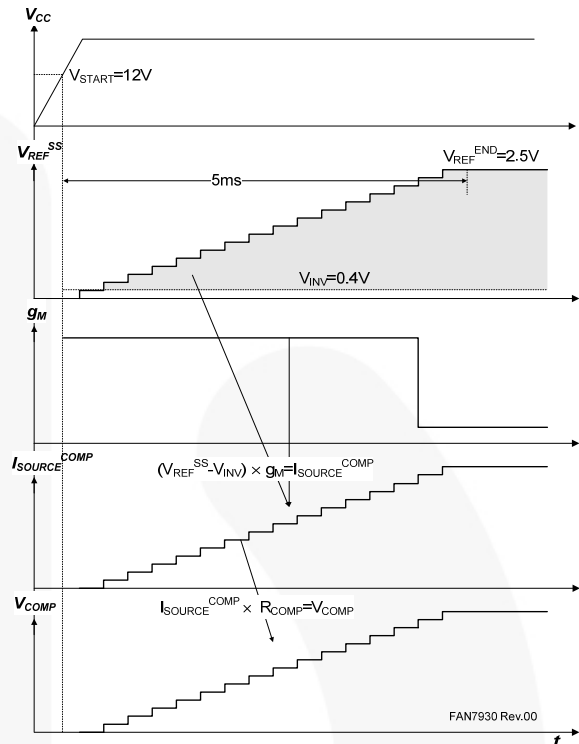 V_CC
V_START=12V
V_REF^SS
V_REF^END=2.5V
5ms
V_INV=0.4V
g_M
I_SOURCE^COMP
(V_REF^SS-V_INV) × g_M=I_SOURCE^COMP
V_COMP
I_SOURCE^COMP × R_COMP=V_COMP
FAN7930 Rev.00
t